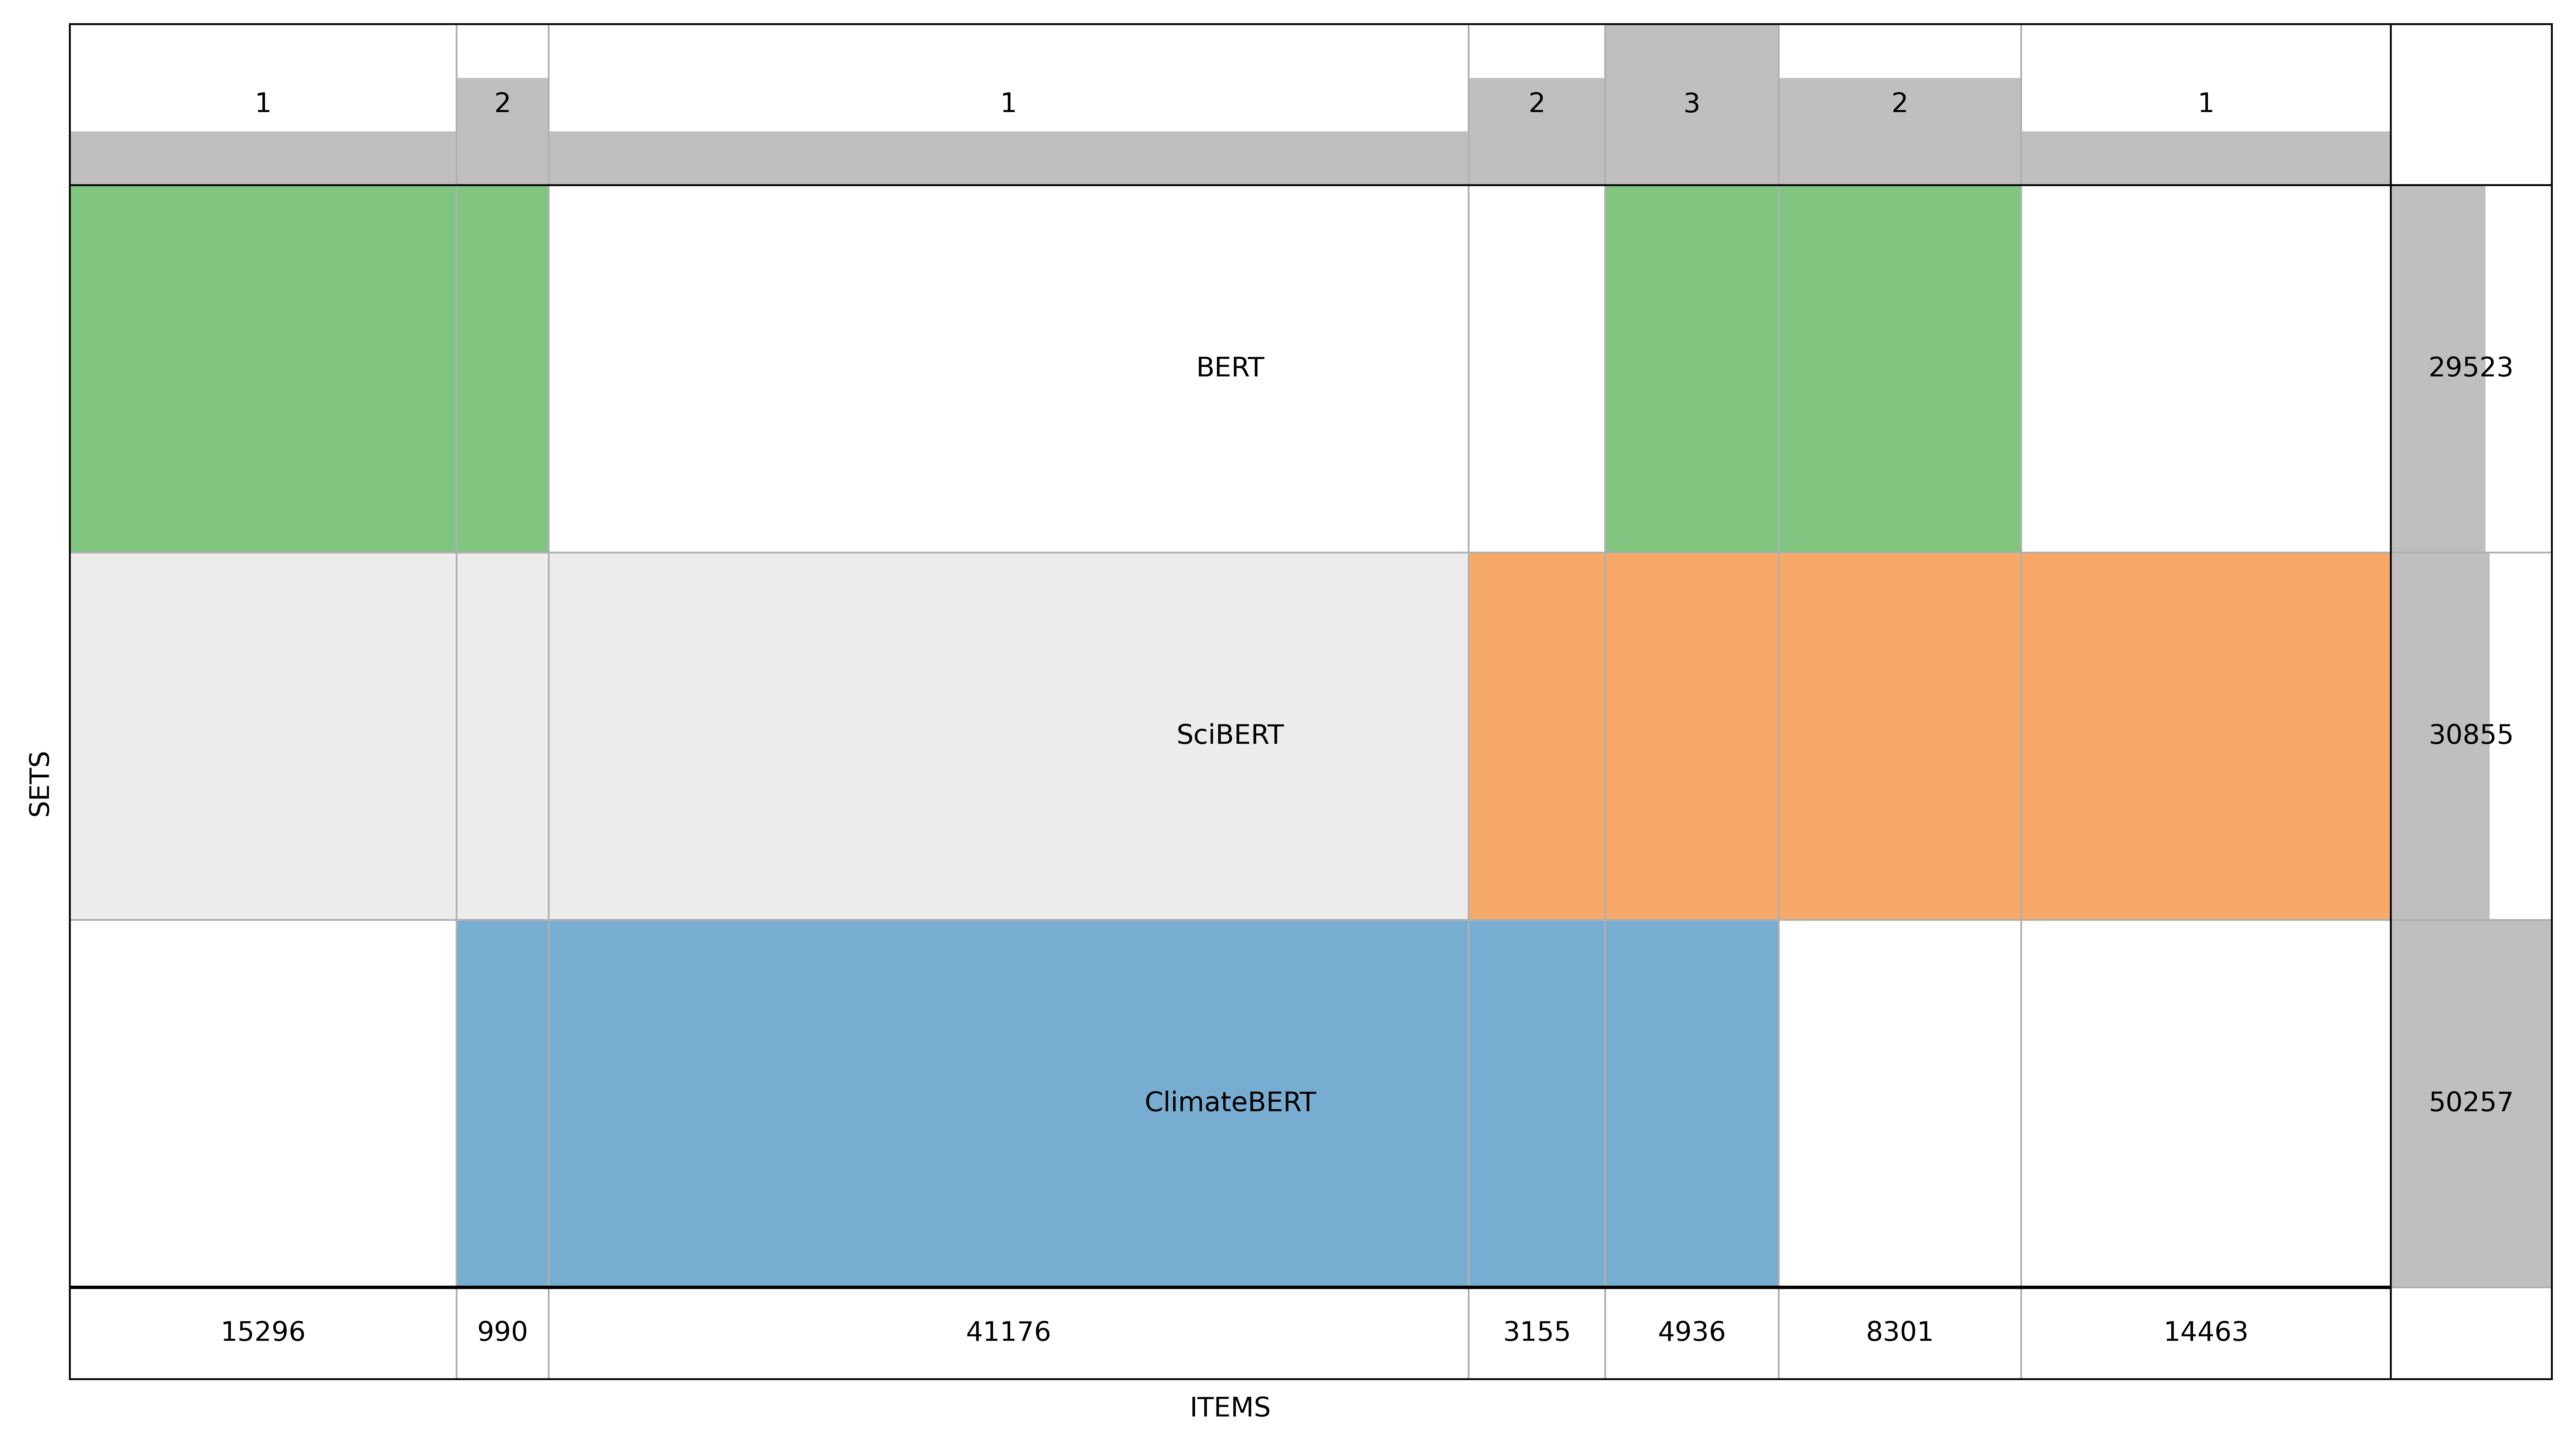 1 2 1 2 3 2 1
BERT 29523
SciBERT 30855
SETS
ClimateBERT 50257
15296 990 41176 3155 4936 8301 14463
ITEMS